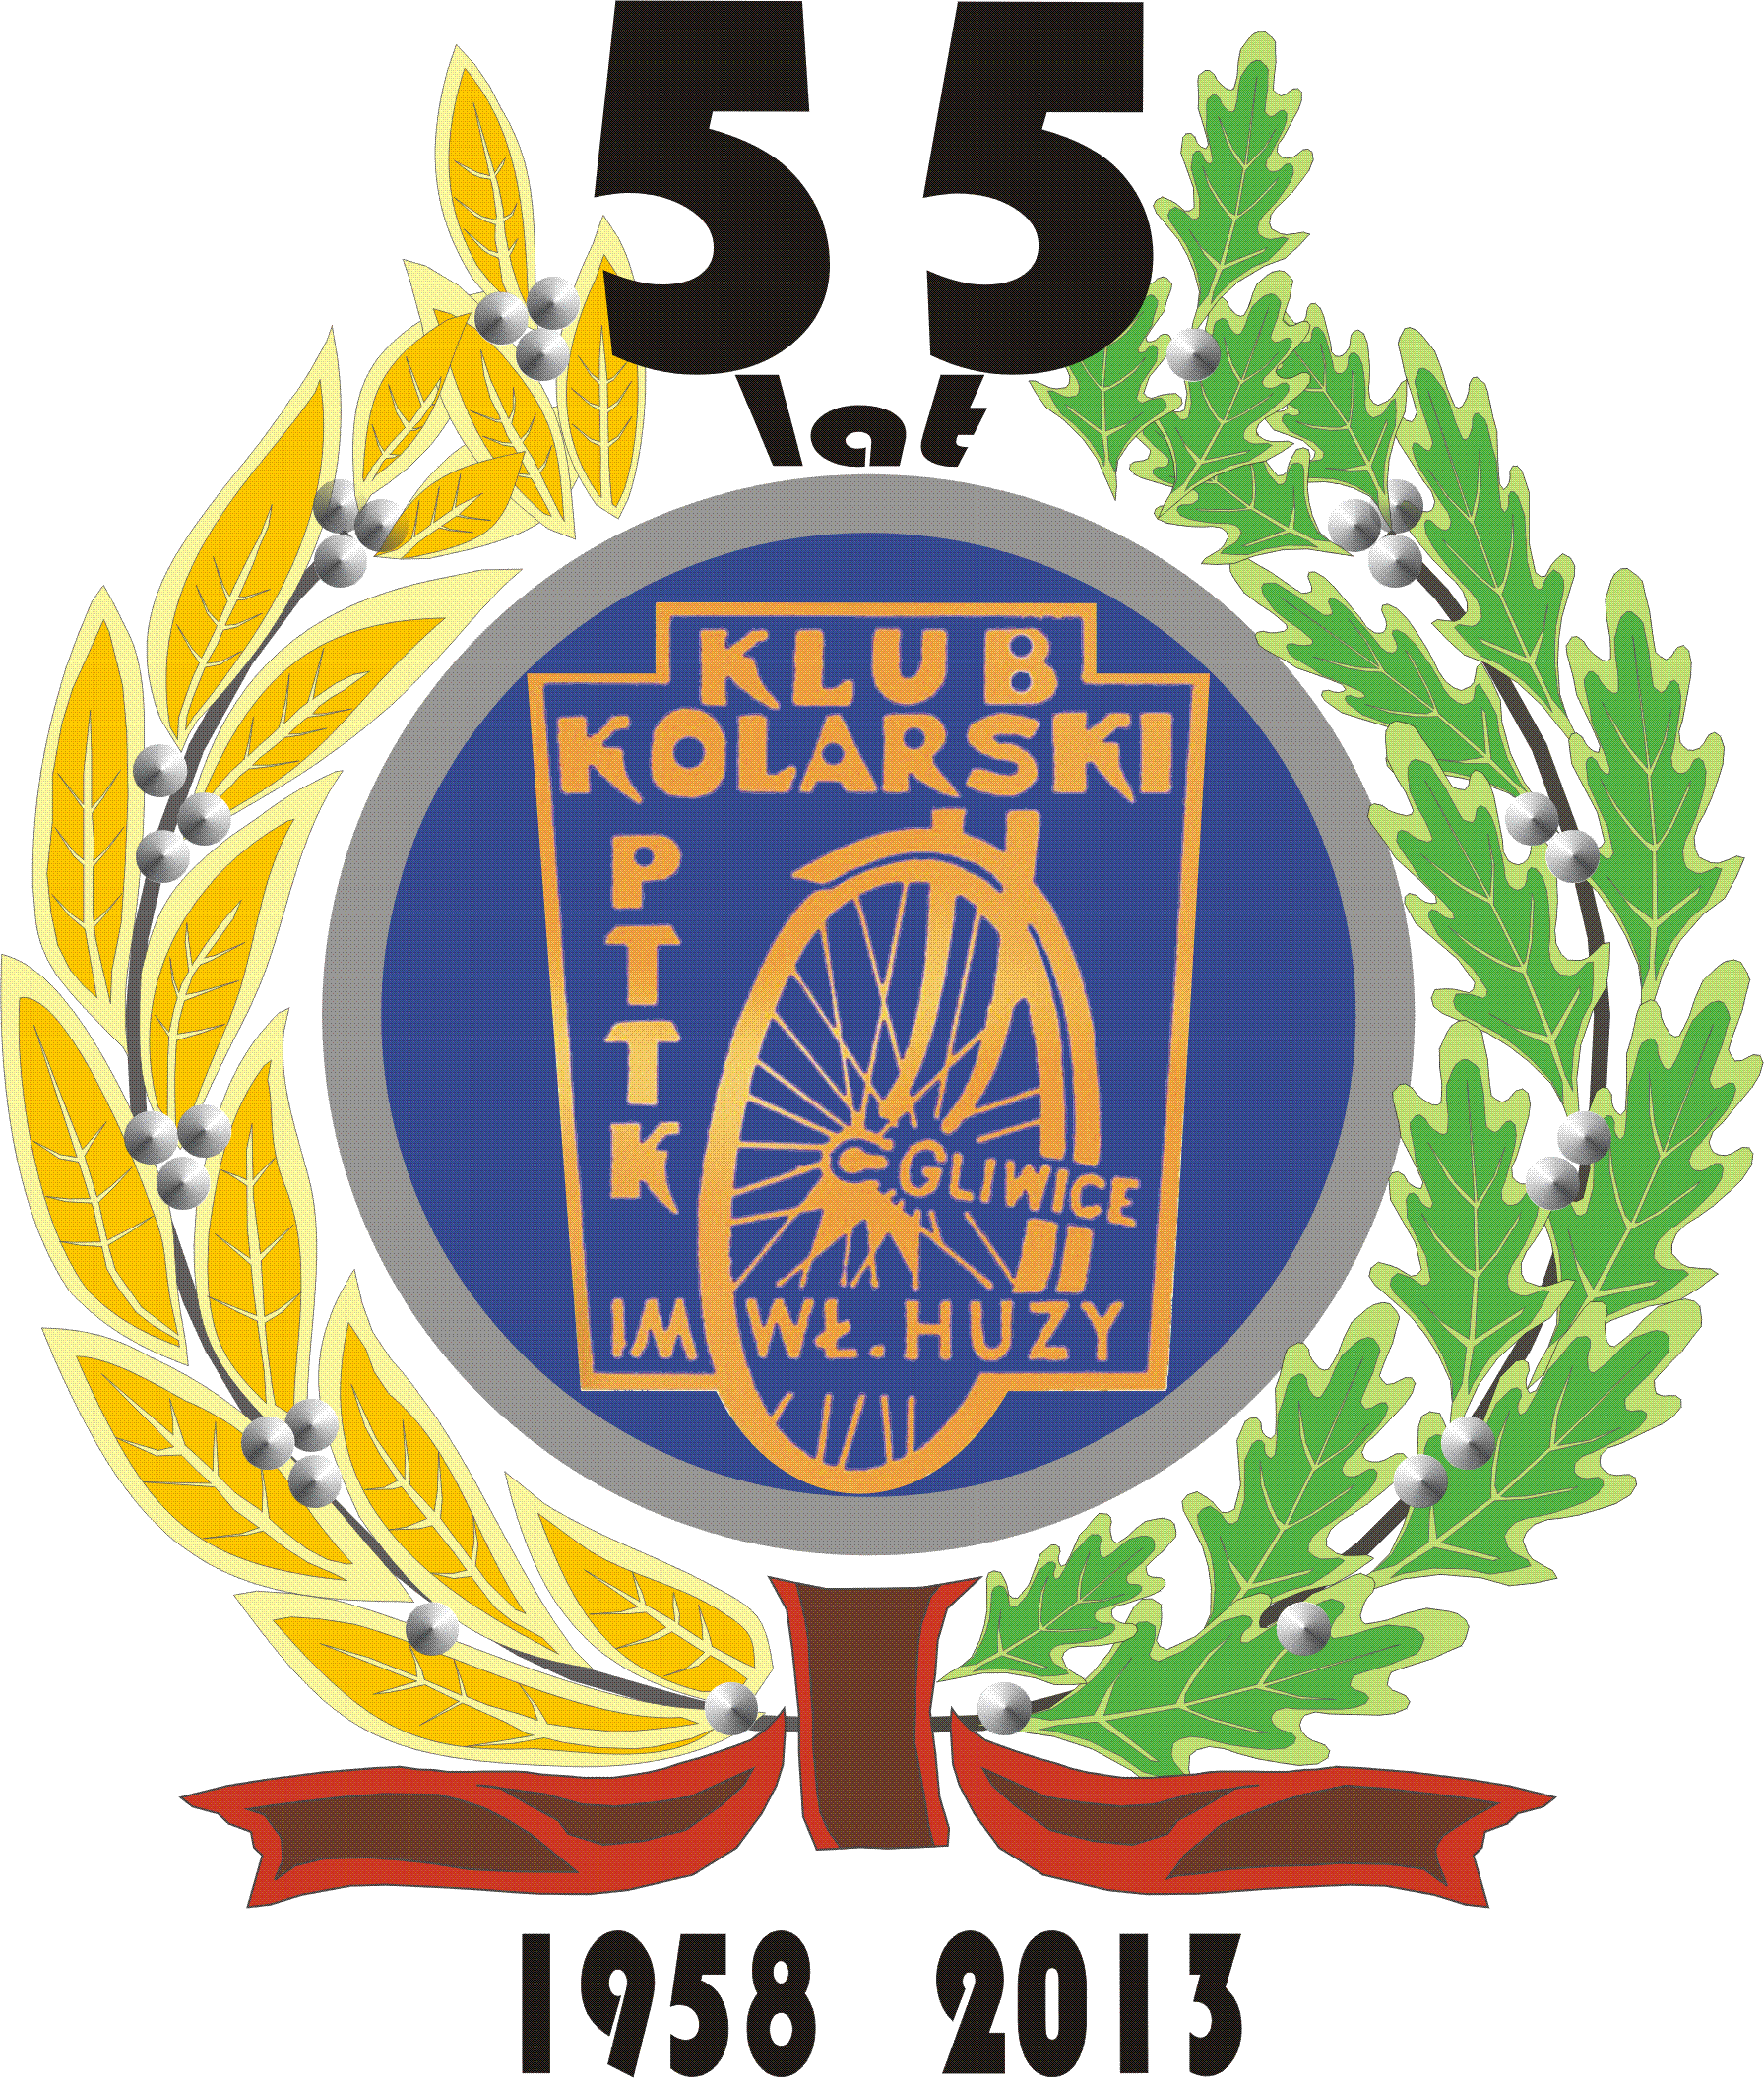 55
lat
KLUB
KOLARSKI
PTTK
GLIWICE
IM WŁ. HUZY
1958 2013